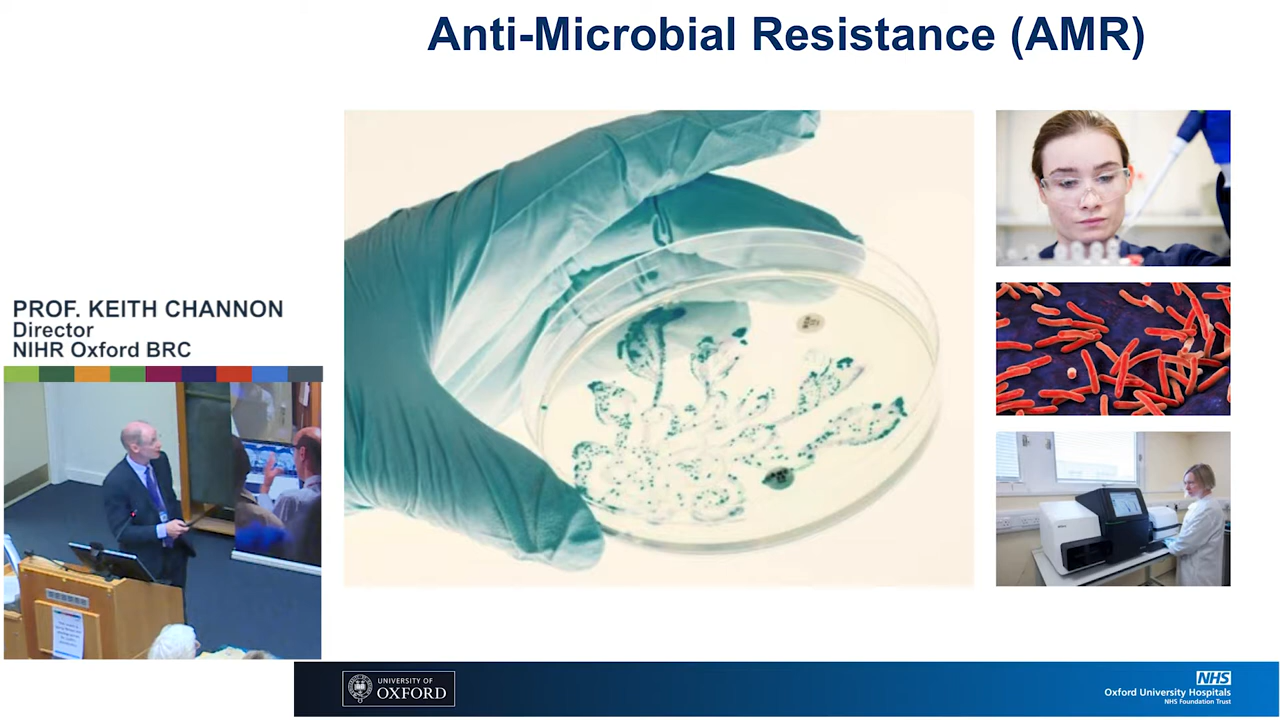 Anti-Microbial Resistance (AMR)
PROF. KEITH CHANNON
Director
NIHR Oxford BRC
UNIVERSITY OF
OXFORD
NHS
Oxford University Hospitals
NHS Foundation Trust